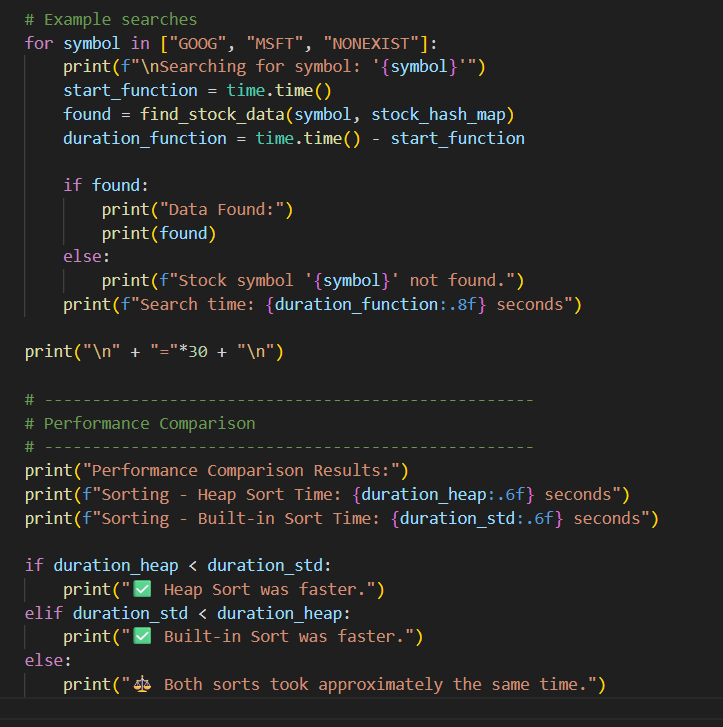 # Example searches
for symbol in ["GOOG", "MSFT", "NONEXIST"]:
    print(f"\nSearching for symbol: '{symbol}'")
    start_function = time.time()
    found = find_stock_data(symbol, stock_hash_map)
    duration_function = time.time() - start_function

    if found:
        print("Data Found:")
        print(found)
    else:
        print(f"Stock symbol '{symbol}' not found.")
    print(f"Search time: {duration_function:.8f} seconds")

print("\n" + "="*30 + "\n")

# ---------------------------------------------------
# Performance Comparison
# ---------------------------------------------------
print("Performance Comparison Results:")
print(f"Sorting - Heap Sort Time: {duration_heap:.6f} seconds")
print(f"Sorting - Built-in Sort Time: {duration_std:.6f} seconds")

if duration_heap < duration_std:
    print("✅ Heap Sort was faster.")
elif duration_std < duration_heap:
    print("✅ Built-in Sort was faster.")
else:
    print("⚖️ Both sorts took approximately the same time.")